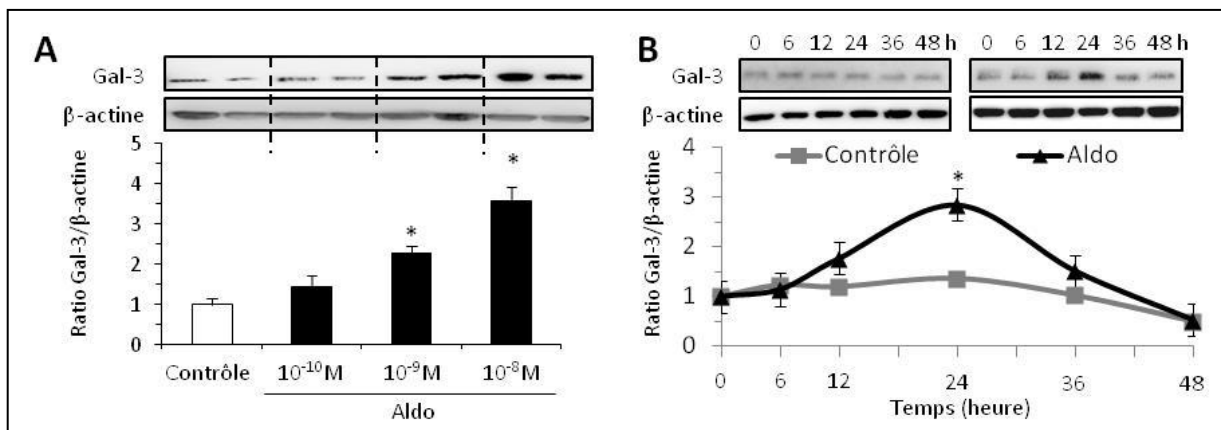 A
Gal-3
β-actine
Ratio Gal-3/β-actine
5
4
3
2
1
0
*
*
Contrôle 10⁻¹⁰M 10⁻⁹M 10⁻⁸M
Aldo
B
0 6 12 24 36 48 h 0 6 12 24 36 48 h
Gal-3
β-actine
Ratio Gal-3/β-actine
4
3
2
1
0
Contrôle Aldo
*
0 6 12 24 36 48
Temps (heure)